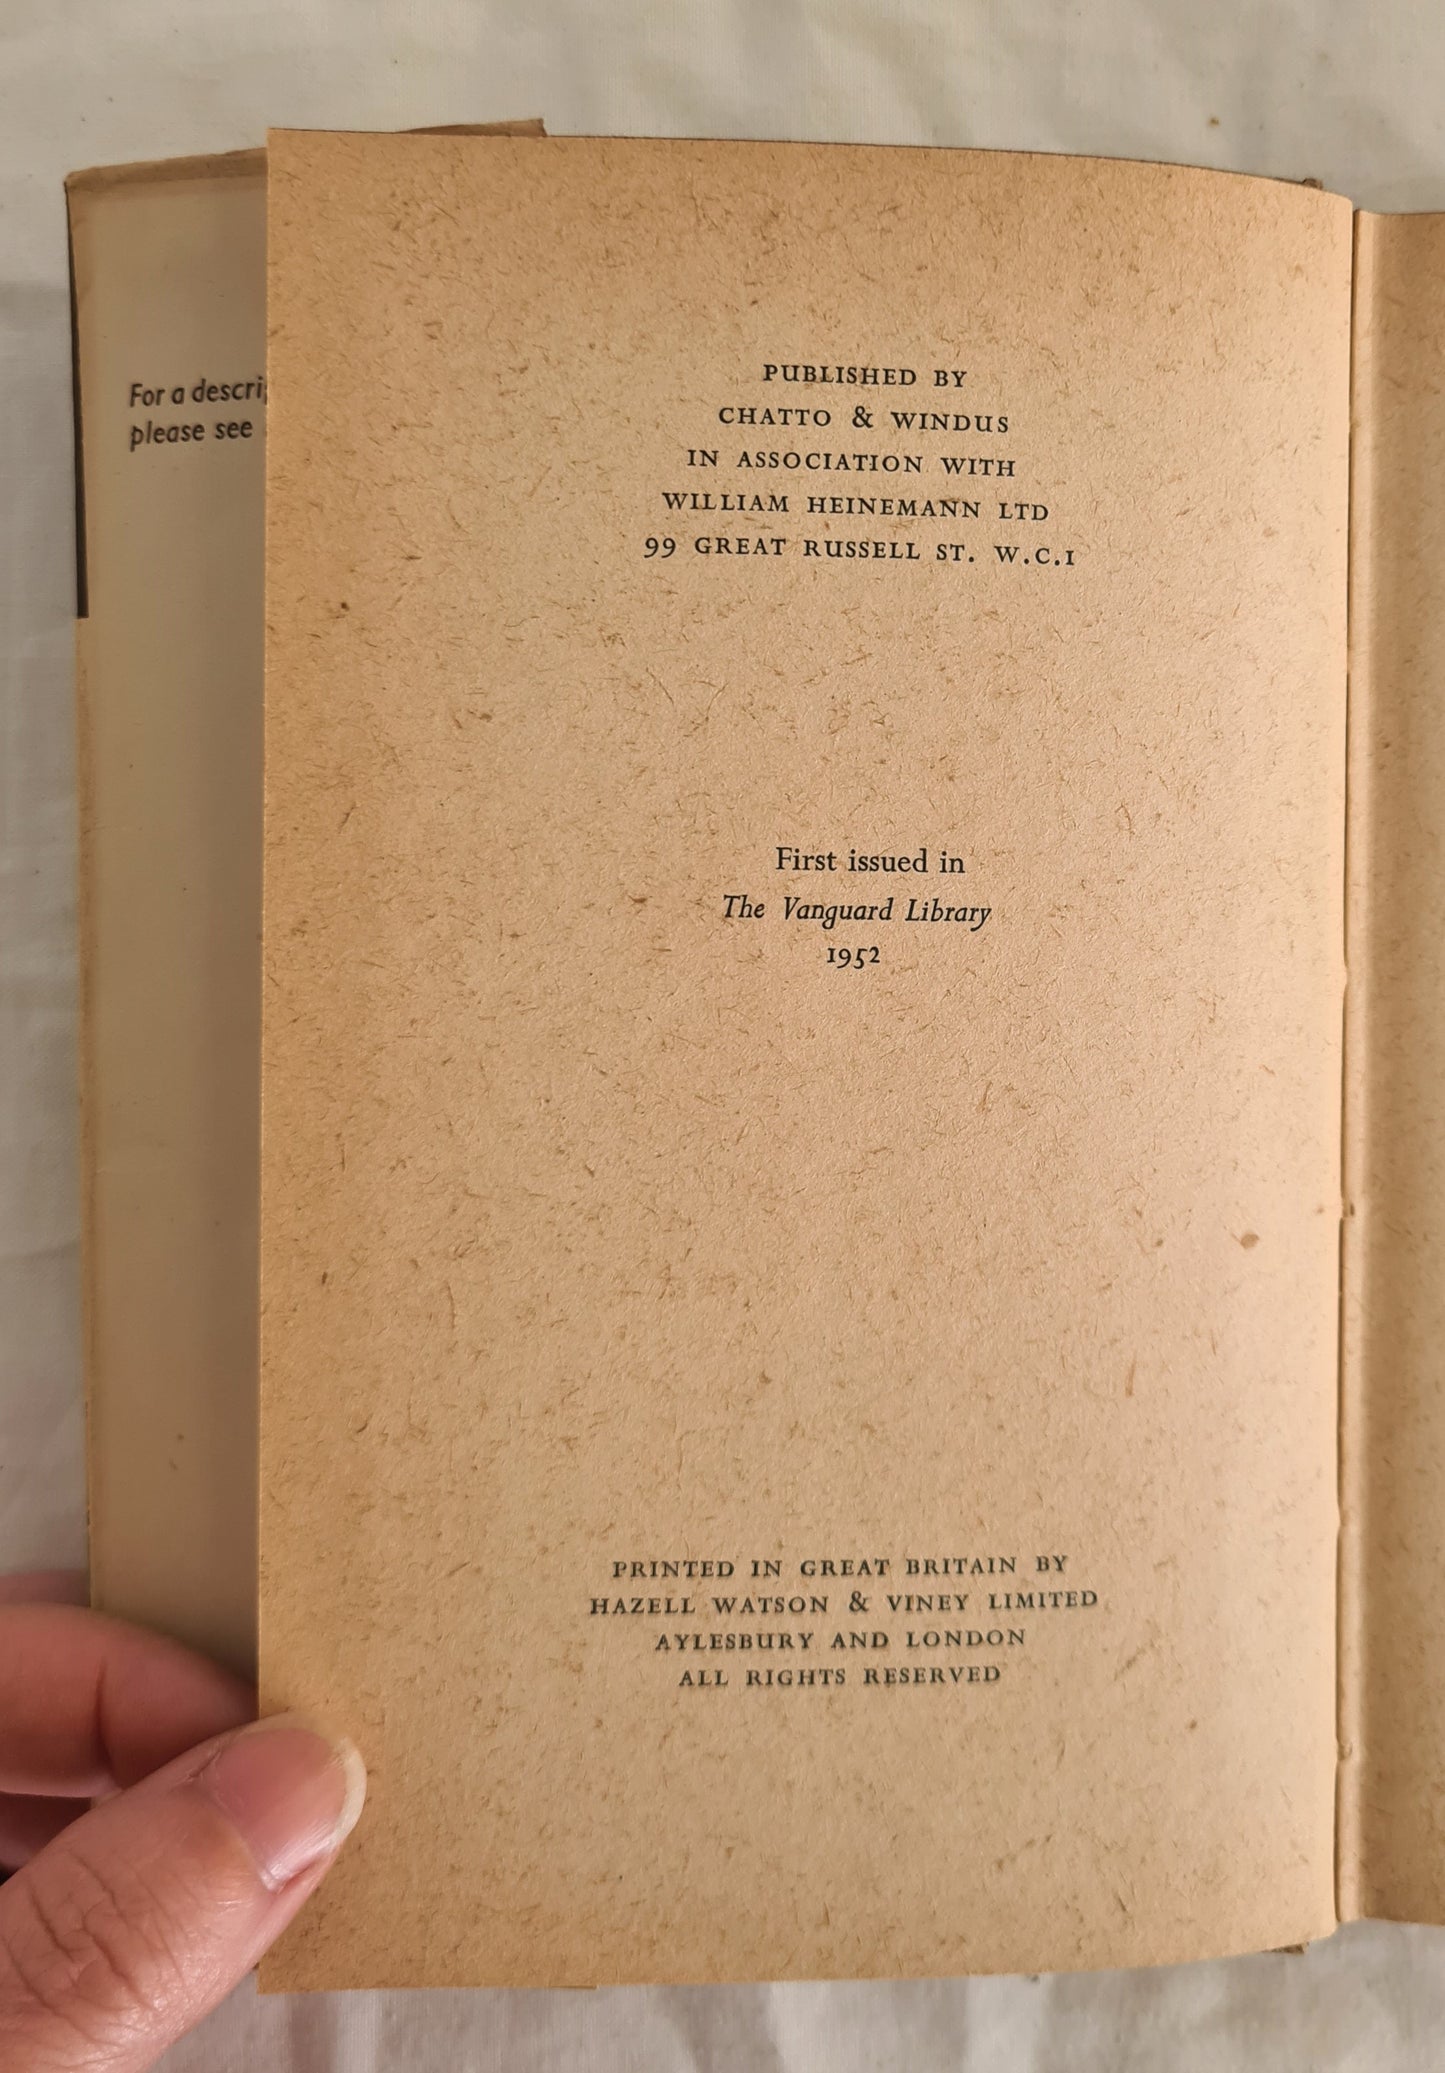 For a descri
please see
PUBLISHED BY
CHATTO & WINDUS
IN ASSOCIATION WITH
WILLIAM HEINEMANN LTD
99 GREAT RUSSELL ST. W.C.1
First issued in
The Vanguard Library
1952
PRINTED IN GREAT BRITAIN BY
HAZELL WATSON & VINEY LIMITED
AYLESBURY AND LONDON
ALL RIGHTS RESERVED